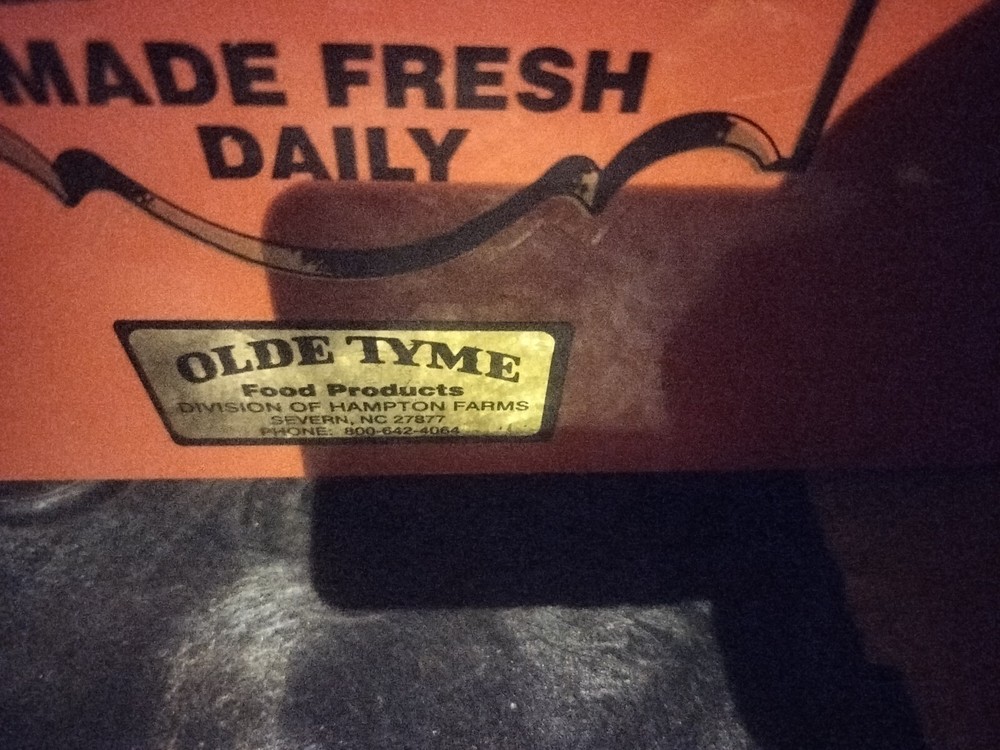 MADE FRESH
DAILY
OLDE TYME
Food Products
DIVISION OF HAMPTON FARMS
SEVERN, NC 27877
PHONE: 800-642-4064